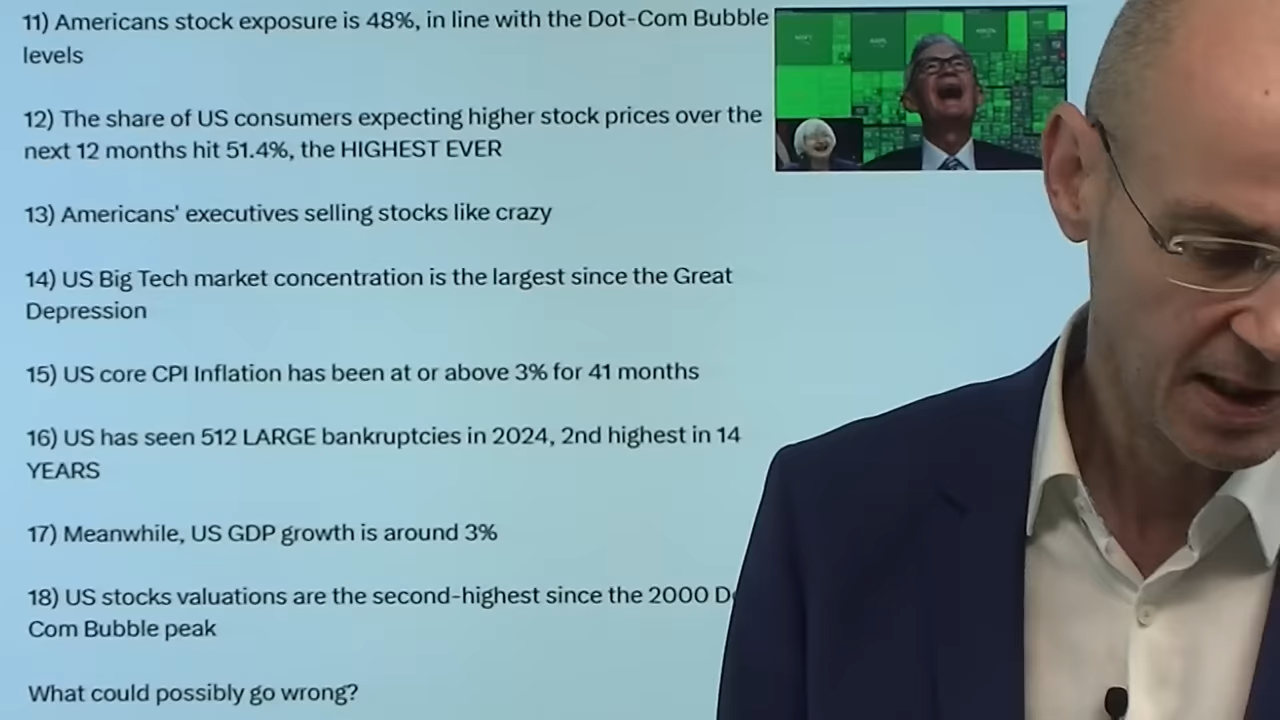 11) Americans stock exposure is 48%, in line with the Dot-Com Bubble
levels
12) The share of US consumers expecting higher stock prices over the
next 12 months hit 51.4%, the HIGHEST EVER
13) Americans' executives selling stocks like crazy
14) US Big Tech market concentration is the largest since the Great
Depression
15) US core CPI Inflation has been at or above 3% for 41 months
16) US has seen 512 LARGE bankruptcies in 2024, 2nd highest in 14
YEARS
17) Meanwhile, US GDP growth is around 3%
18) US stocks valuations are the second-highest since the 2000
Com Bubble peak
What could possibly go wrong?